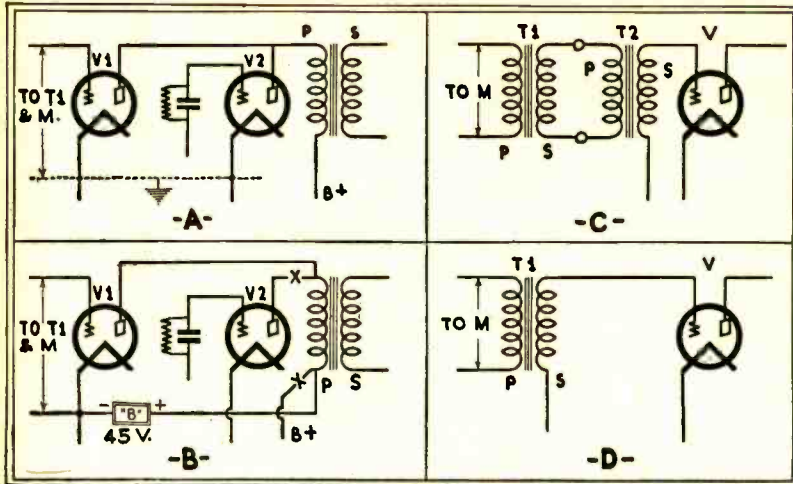 V1 V2 P S
TO T1
& M.
B+
-A-
T1 T2 V
P S
TO M
P S
-C-
V1 V2 X
TO T1
& M
X P S
- "B" +
45 V. B+
-B-
T1 V
TO M
P S
-D-